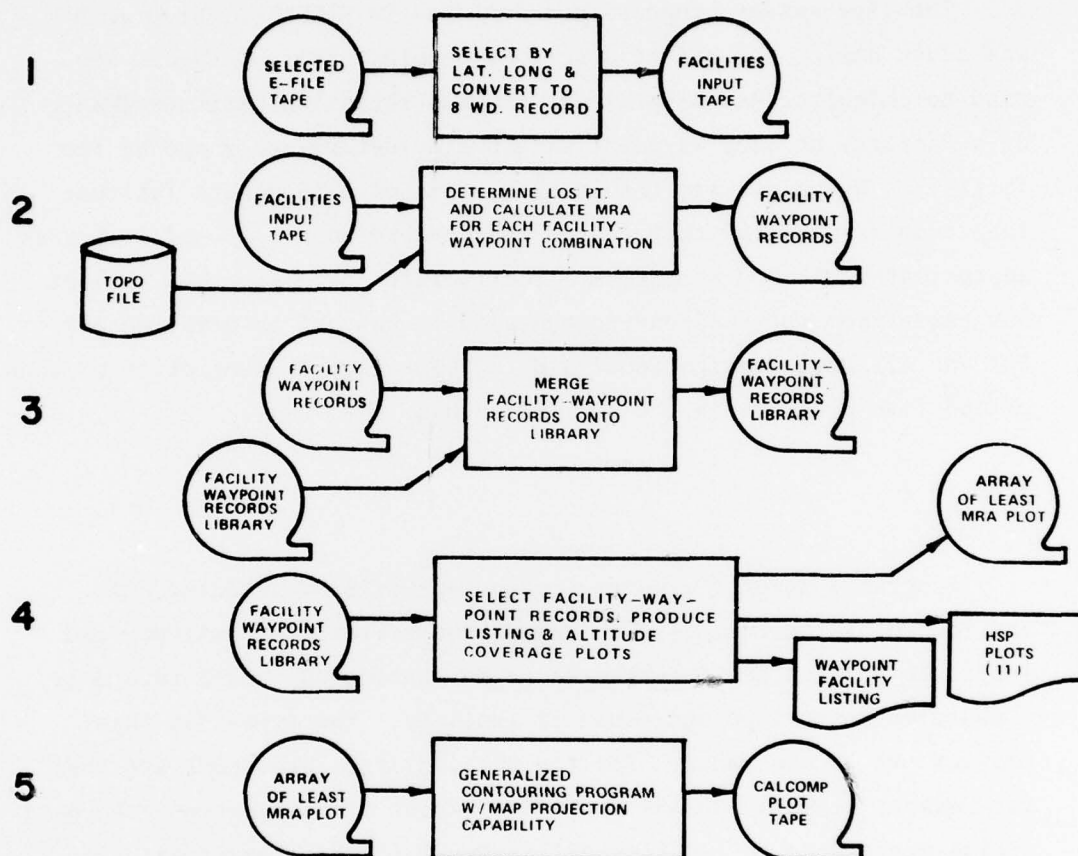 1
SELECTED
E-FILE
TAPE
SELECT BY
LAT. LONG &
CONVERT TO
8 WD. RECORD
FACILITIES
INPUT
TAPE
2
FACILITIES
INPUT
TAPE
TOPO
FILE
DETERMINE LOS PT.
AND CALCULATE MRA
FOR EACH FACILITY
WAYPOINT COMBINATION
FACILITY
WAYPOINT
RECORDS
3
FACILITY
WAYPOINT
RECORDS
FACILITY
WAYPOINT
RECORDS
LIBRARY
MERGE
FACILITY-WAYPOINT
RECORDS ONTO
LIBRARY
FACILITY-
WAYPOINT
RECORDS
LIBRARY
4
FACILITY
WAYPOINT
RECORDS
LIBRARY
SELECT FACILITY-WAY-
POINT RECORDS. PRODUCE
LISTING & ALTITUDE
COVERAGE PLOTS
ARRAY
OF LEAST
MRA PLOT
HSP
PLOTS
(11)
WAYPOINT
FACILITY
LISTING
5
ARRAY
OF LEAST
MRA PLOT
GENERALIZED
CONTOURING PROGRAM
W/MAP PROJECTION
CAPABILITY
CALCOMP
PLOT
TAPE